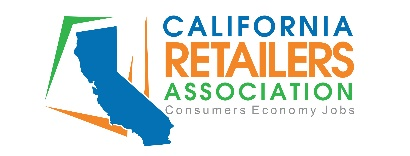 CALIFORNIA
RETAILERS
ASSOCIATION
Consumers Economy Jobs